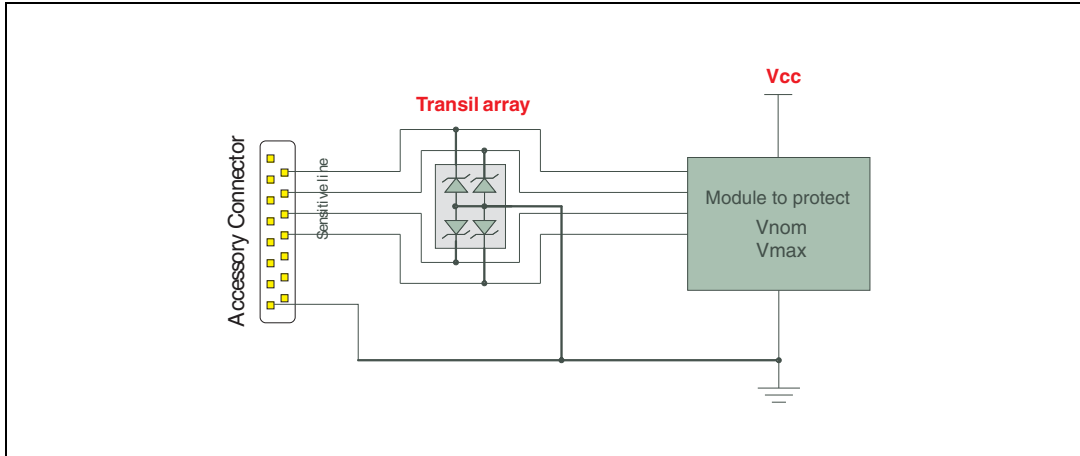 Vcc
Transil array
Accessory Connector
Sensitive line
Module to protect
Vnom
Vmax